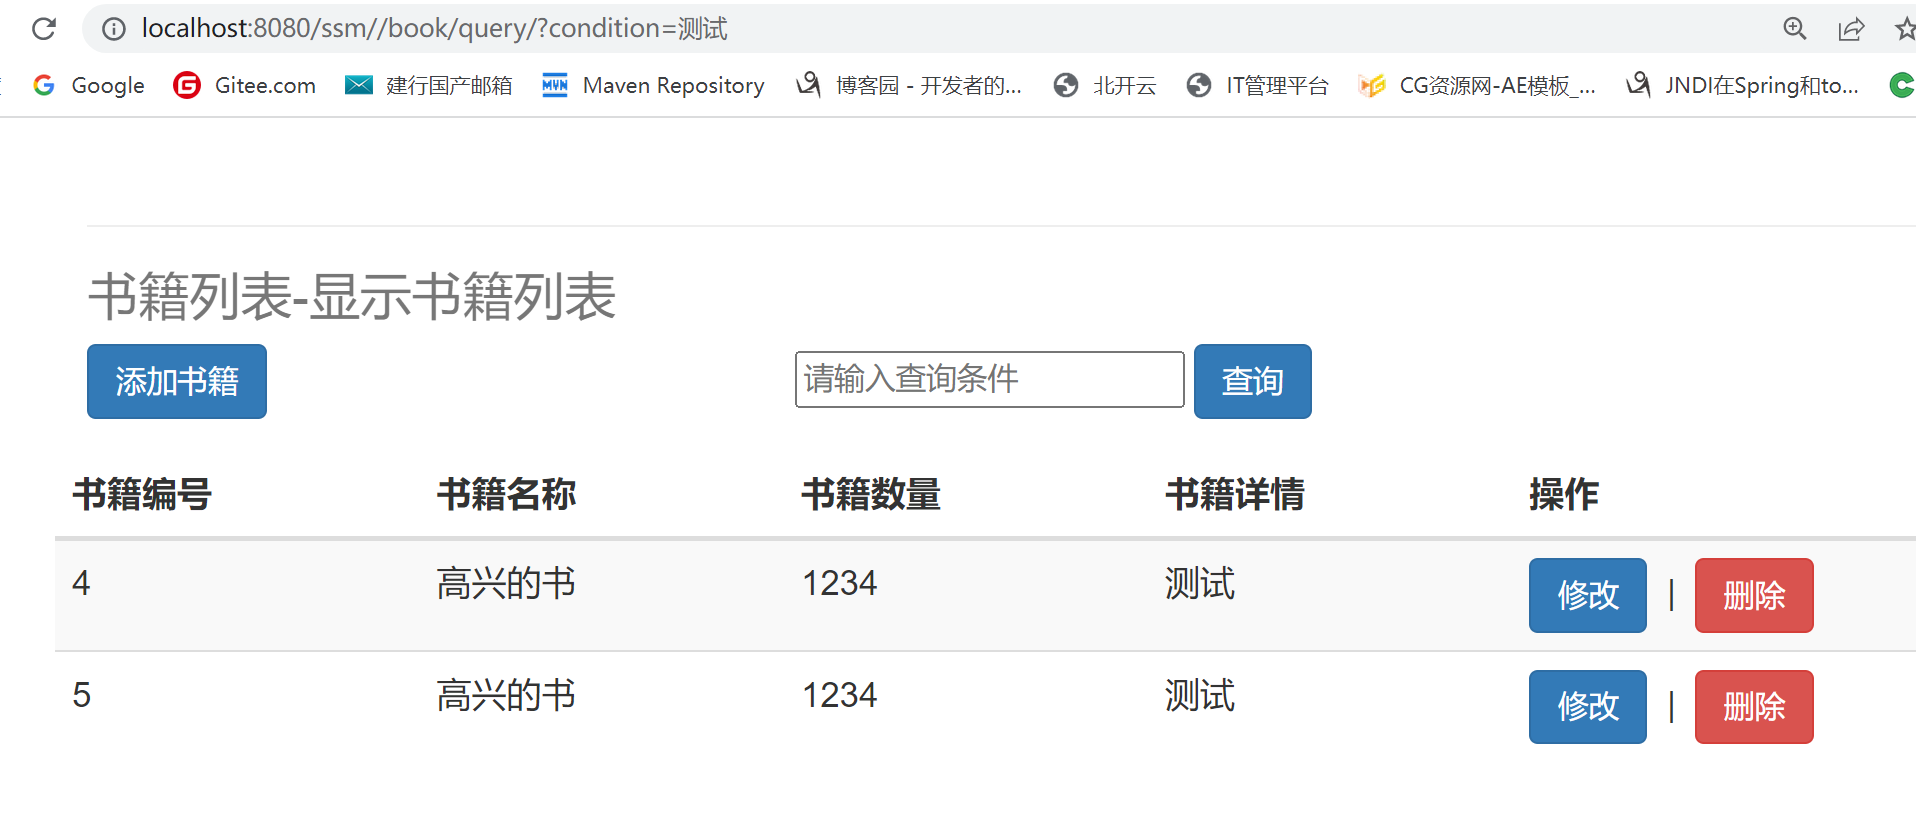 localhost:8080/ssm//book/query/?condition=测试
Google Gitee.com 建行国产邮箱 Maven Repository 博客园 - 开发者的... 北开云 IT管理平台 CG资源网-AE模板_... JNDI在Spring和to...
书籍列表-显示书籍列表
添加书籍 请输入查询条件 查询
书籍编号 书籍名称 书籍数量 书籍详情 操作
4 高兴的书 1234 测试 修改 | 删除
5 高兴的书 1234 测试 修改 | 删除